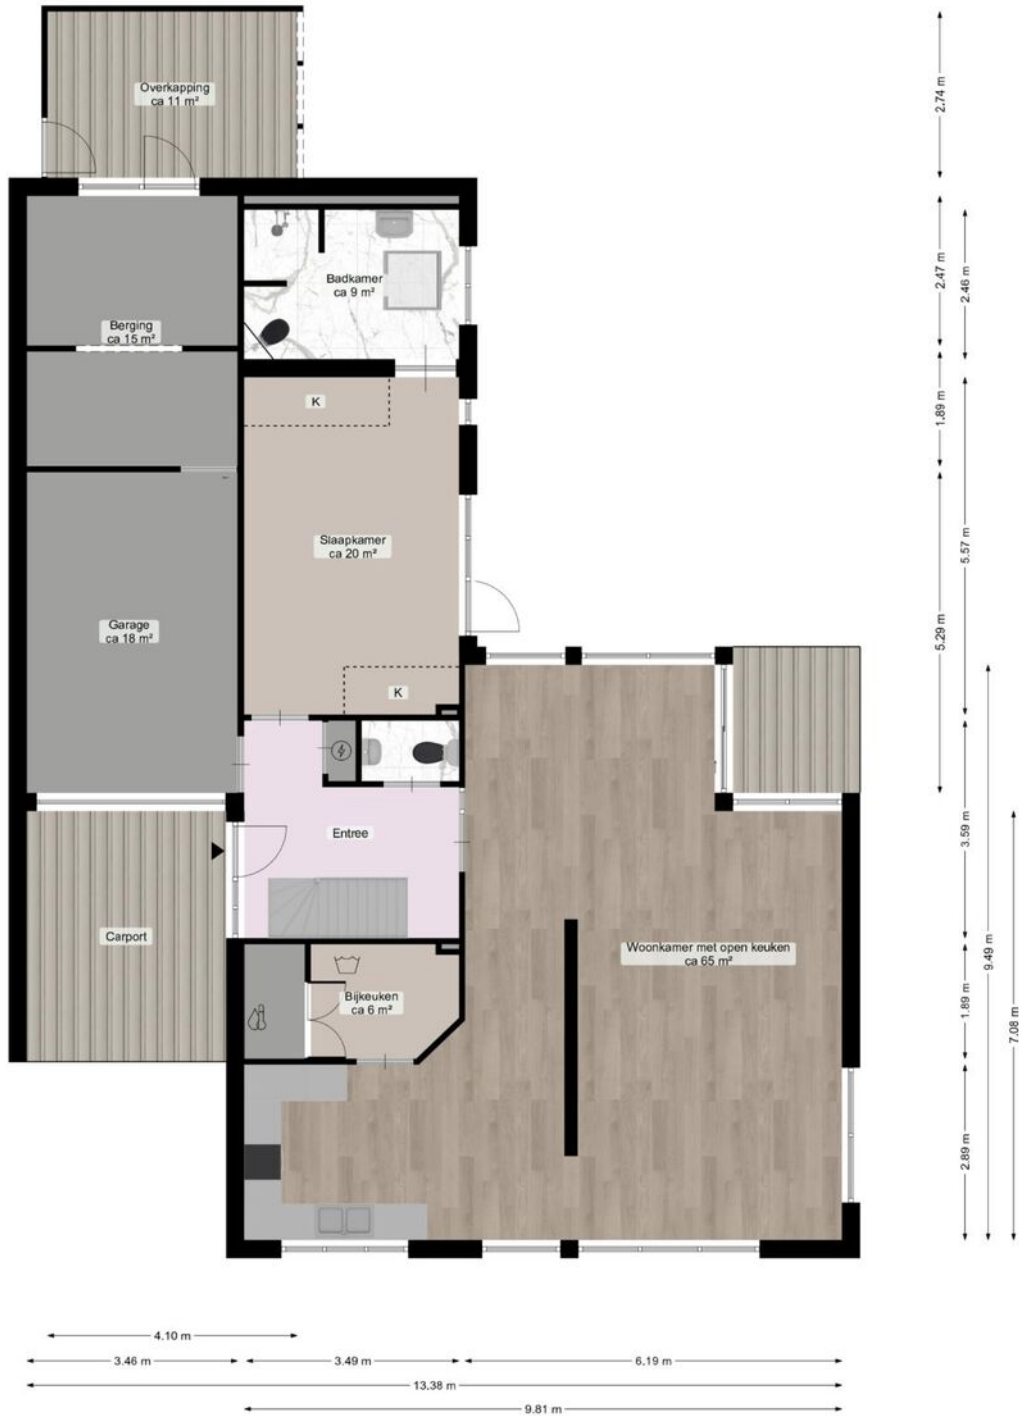 Overkapping
ca 11 m²
2.74 m
Badkamer
ca 9 m²
2.47 m
2.46 m
Berging
ca 15 m²
K
1.89 m
Slaapkamer
ca 20 m²
5.57 m
Garage
ca 18 m²
5.29 m
K
Entree
3.59 m
Carport
Woonkamer met open keuken
ca 65 m²
9.49 m
Bijkeuken
ca 6 m²
1.89 m
7.08 m
2.89 m
4.10 m
3.46 m
3.49 m
6.19 m
13.38 m
9.81 m